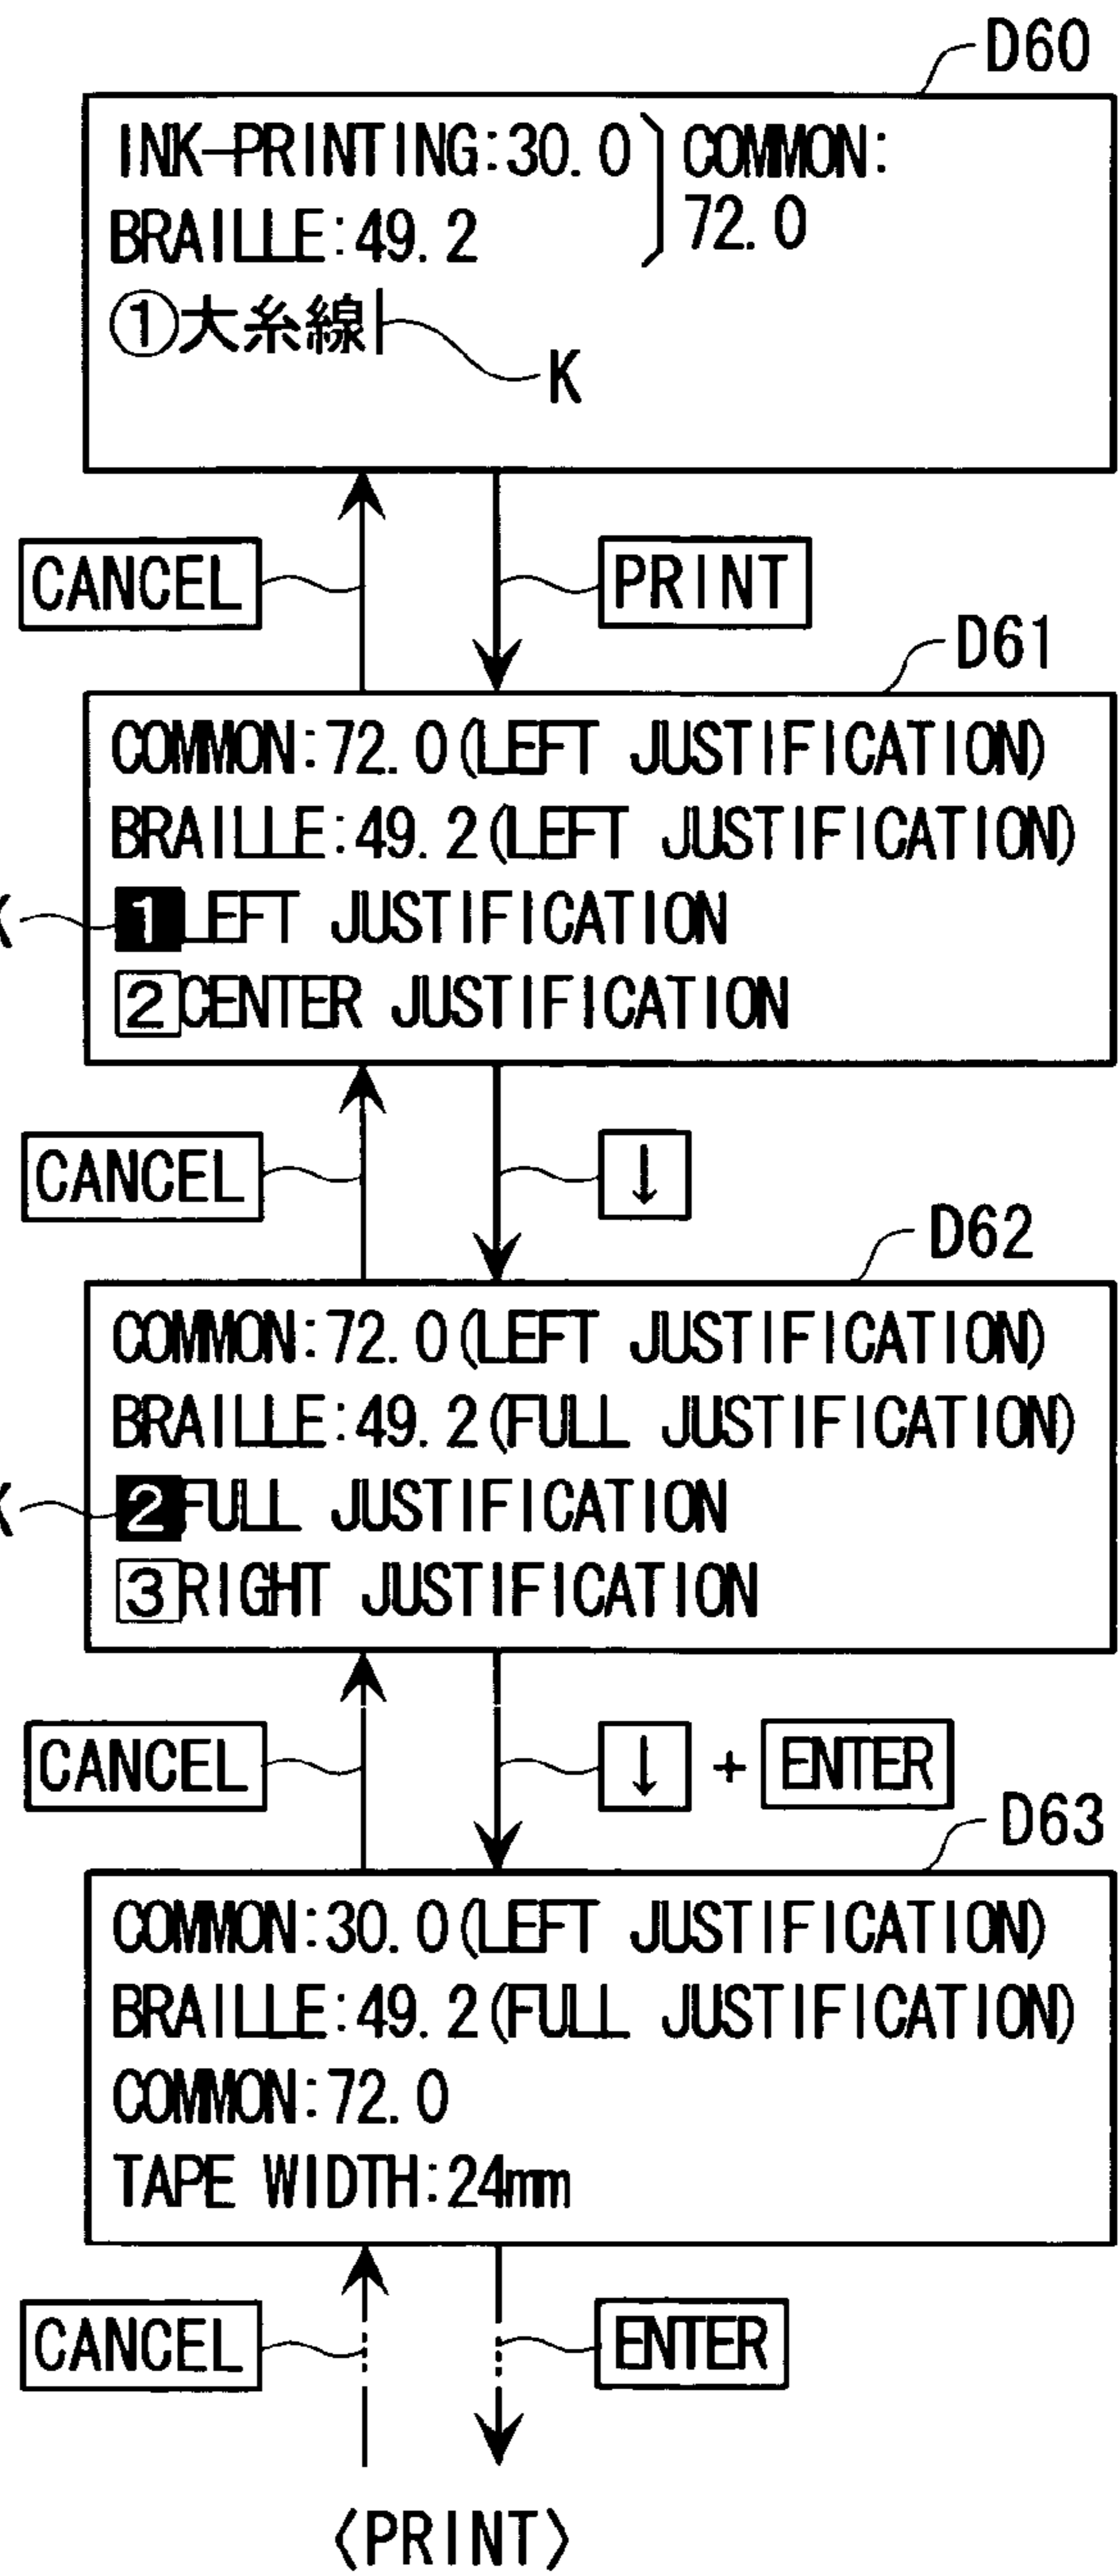 D60
INK-PRINTING:30.0 COMMON:
BRAILLE:49.2 72.0
①大糸線
K
CANCEL PRINT
D61
COMMON:72.0(LEFT JUSTIFICATION)
BRAILLE:49.2(LEFT JUSTIFICATION)
K 1 LEFT JUSTIFICATION
2 CENTER JUSTIFICATION
CANCEL ↓
D62
COMMON:72.0(LEFT JUSTIFICATION)
BRAILLE:49.2(FULL JUSTIFICATION)
K 2 FULL JUSTIFICATION
3 RIGHT JUSTIFICATION
CANCEL ↓ + ENTER
D63
COMMON:30.0(LEFT JUSTIFICATION)
BRAILLE:49.2(FULL JUSTIFICATION)
COMMON:72.0
TAPE WIDTH:24mm
CANCEL ENTER
〈PRINT〉